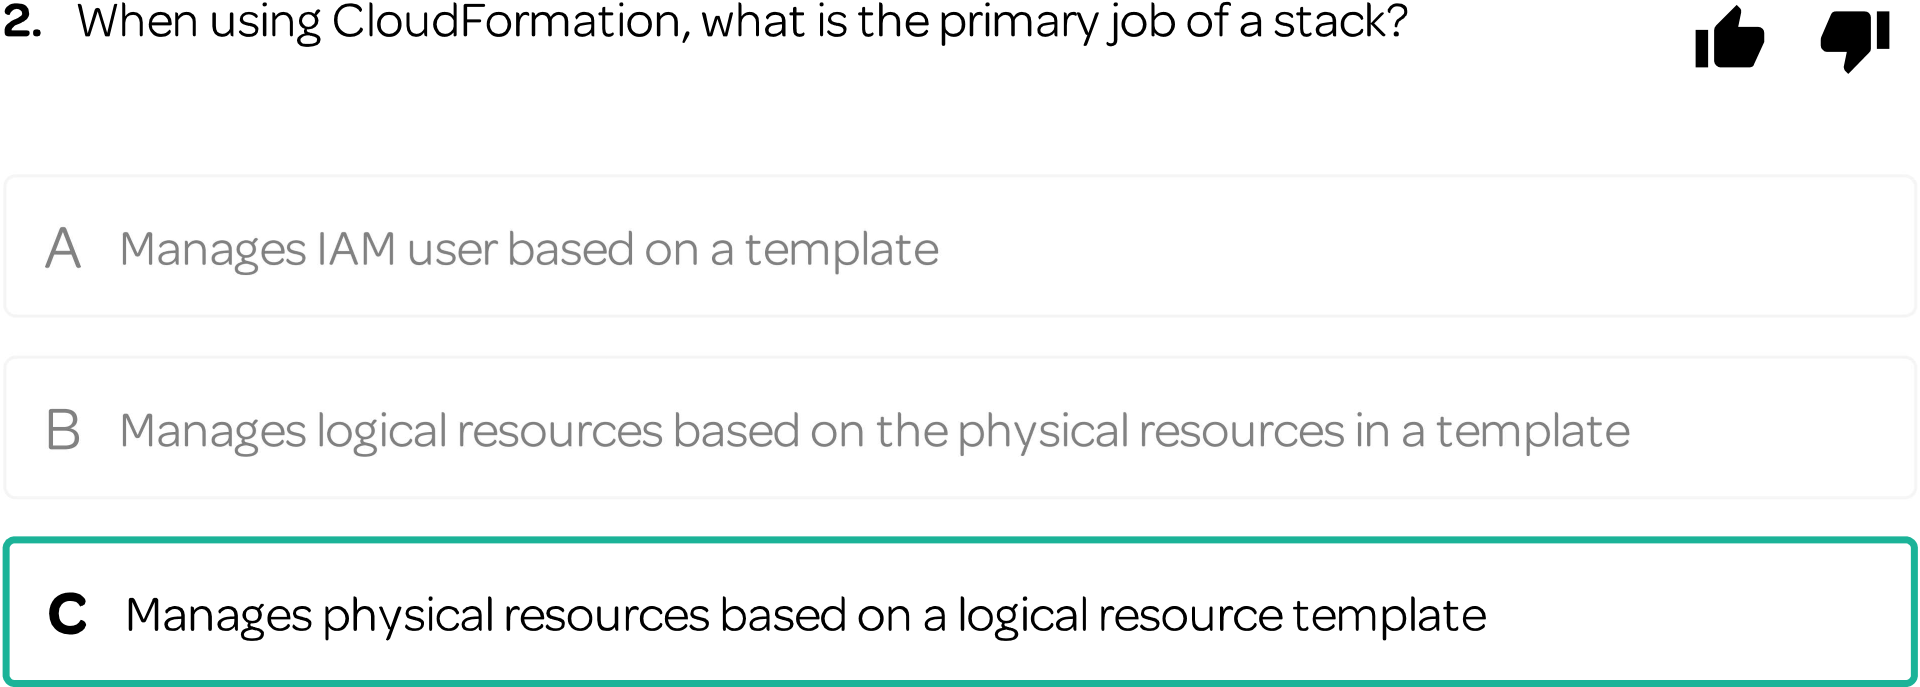 2. When using CloudFormation, what is the primary job of a stack?
A Manages IAM user based on a template
B Manages logical resources based on the physical resources in a template
C Manages physical resources based on a logical resource template